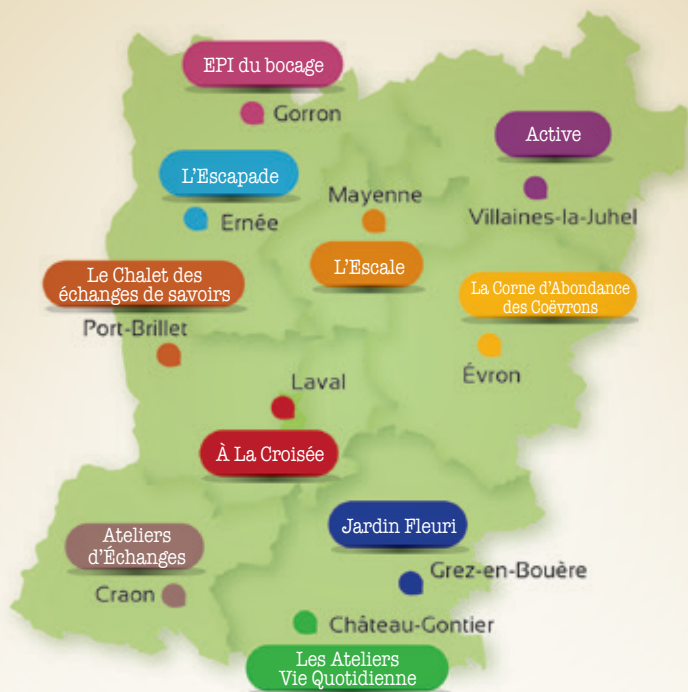 EPI du bocage
Gorron
Active
Villaines-la-Juhel
L'Escapade
Ernée
Mayenne
L'Escale
Le Chalet des
échanges de savoirs
Port-Brillet
La Corne d'Abondance
des Coëvrons
Évron
Laval
À La Croisée
Ateliers
d'Échanges
Craon
Jardin Fleuri
Grez-en-Bouère
Château-Gontier
Les Ateliers
Vie Quotidienne